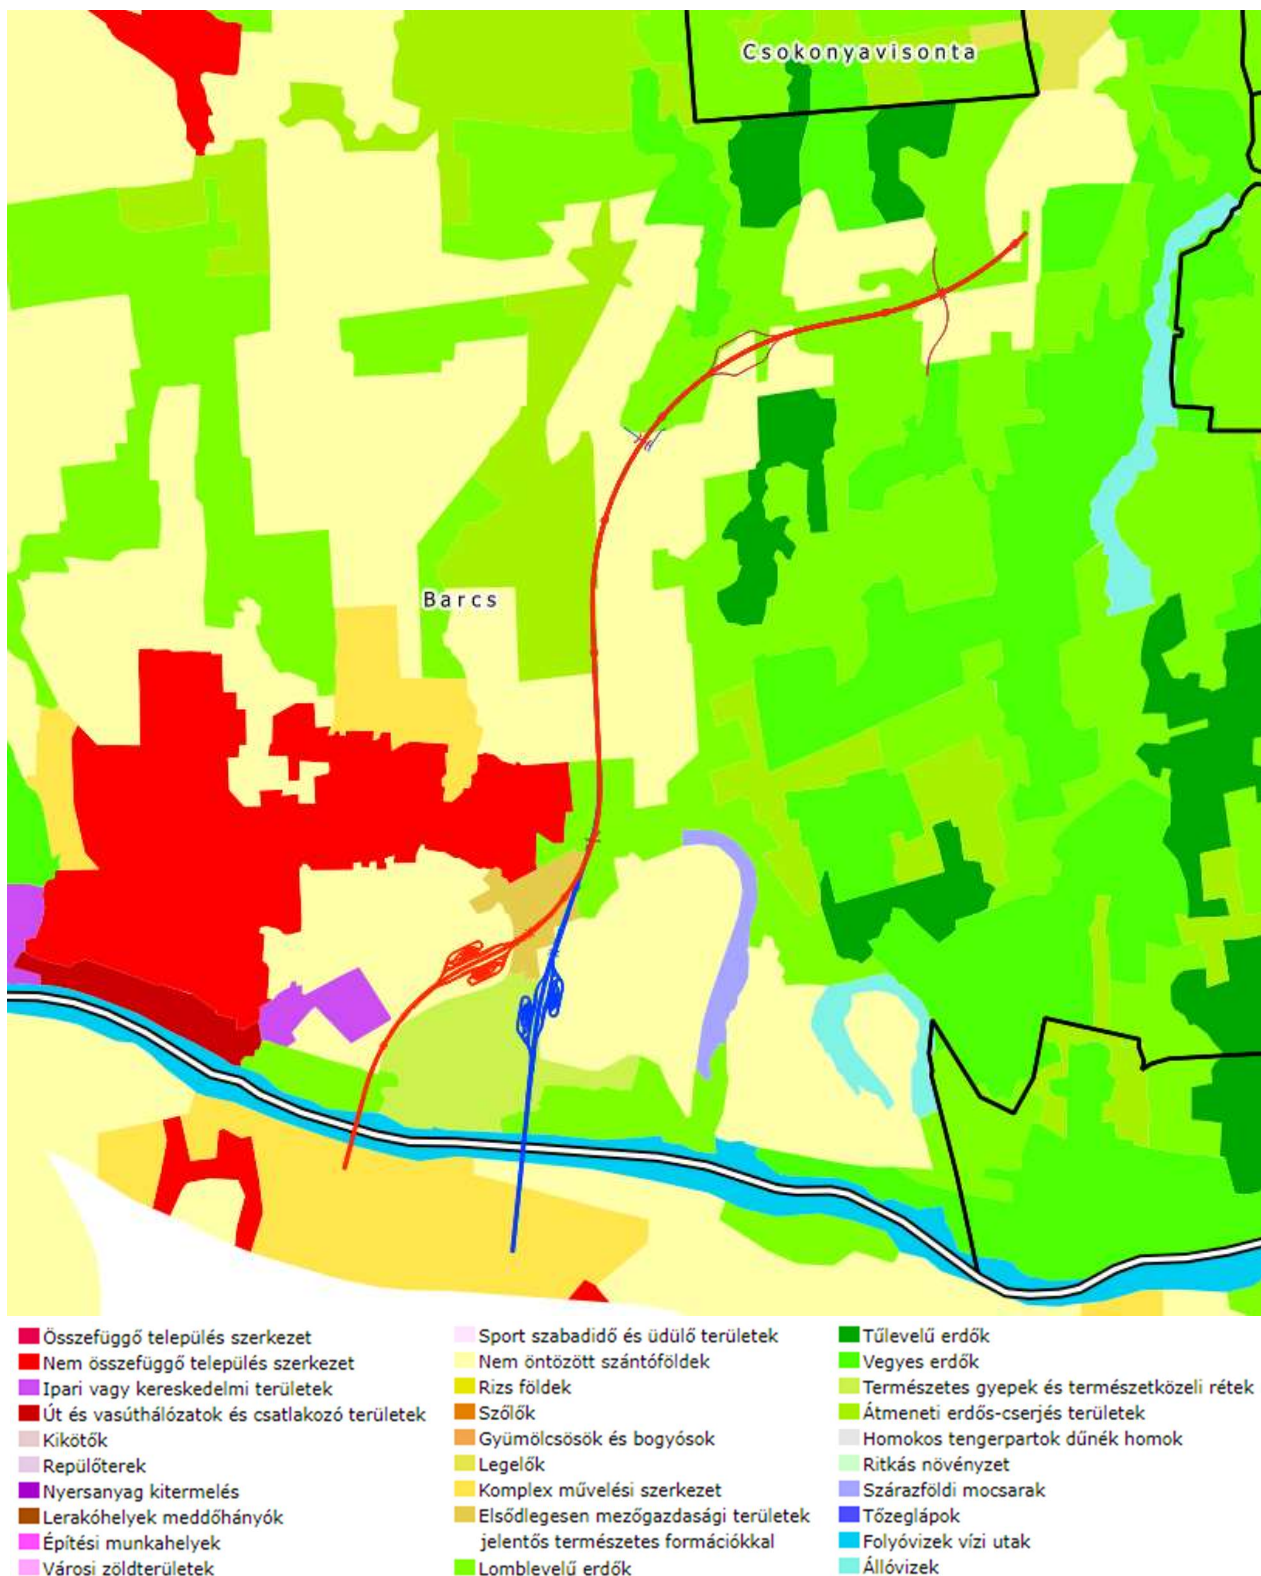 Csokonyavisonta
Barcs
Összefüggő település szerkezet
Nem összefüggő település szerkezet
Ipari vagy kereskedelmi területek
Út és vasúthálózatok és csatlakozó területek
Kikötők
Repülőterek
Nyersanyag kitermelés
Lerakóhelyek meddőhányók
Építési munkahelyek
Városi zöldterületek
Sport szabadidő és üdülő területek
Nem öntözött szántóföldek
Rizs földek
Szőlők
Gyümölcsösök és bogyósok
Legelők
Komplex művelési szerkezet
Elsődlegesen mezőgazdasági területek
jelentős természetes formációkkal
Lomblevelű erdők
Tűlevelű erdők
Vegyes erdők
Természetes gyepek és természetközeli rétek
Átmeneti erdős-cserjés területek
Homokos tengerpartok dűnék homok
Ritkás növényzet
Szárazföldi mocsarak
Tőzeglápok
Folyóvizek vízi utak
Állóvizek